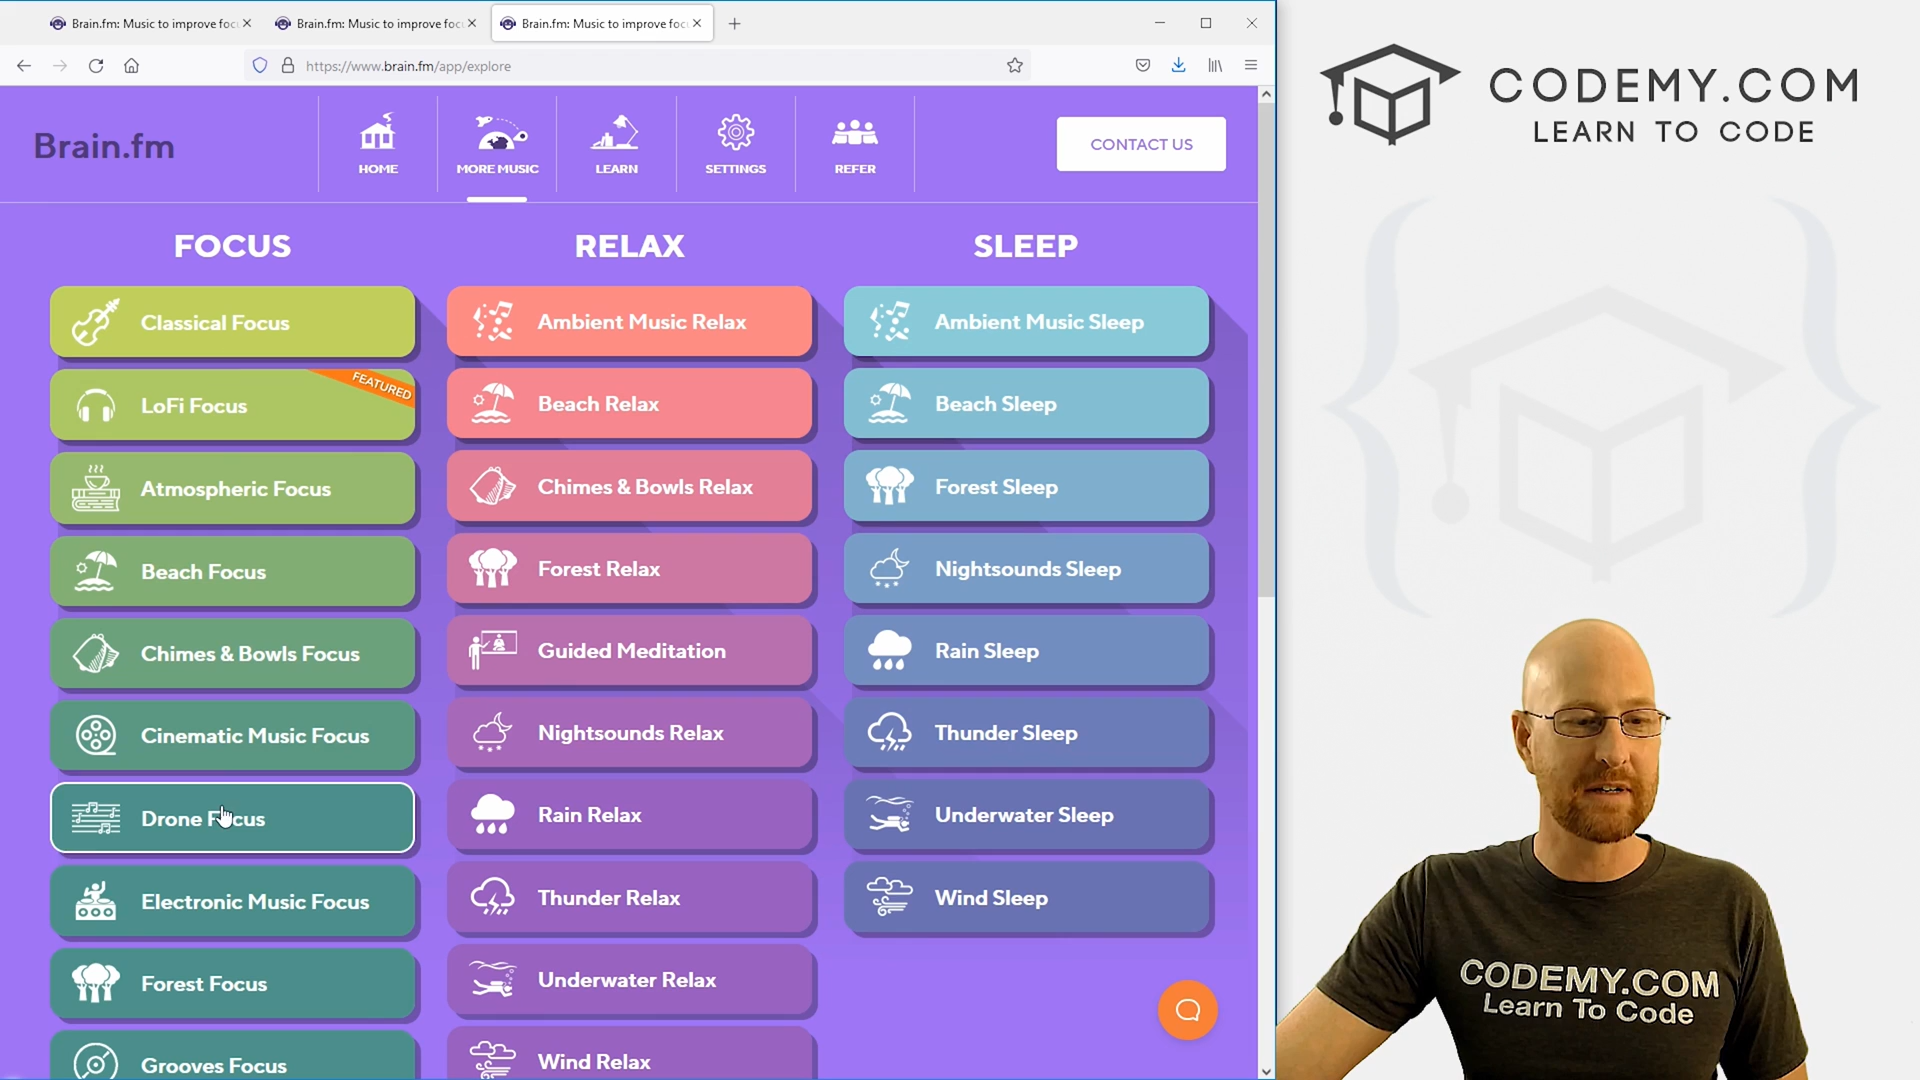 Brain.fm: Music to improve foc
Brain.fm: Music to improve foc
Brain.fm: Music to improve foc
https://www.brain.fm/app/explore
Brain.fm
HOME
MORE MUSIC
LEARN
SETTINGS
REFER
CONTACT US
FOCUS
Classical Focus
LoFi Focus
FEATURED
Atmospheric Focus
Beach Focus
Chimes & Bowls Focus
Cinematic Music Focus
Drone Focus
Electronic Music Focus
Forest Focus
Grooves Focus
RELAX
Ambient Music Relax
Beach Relax
Chimes & Bowls Relax
Forest Relax
Guided Meditation
Nightsounds Relax
Rain Relax
Thunder Relax
Underwater Relax
Wind Relax
SLEEP
Ambient Music Sleep
Beach Sleep
Forest Sleep
Nightsounds Sleep
Rain Sleep
Thunder Sleep
Underwater Sleep
Wind Sleep
CODEMY.COM
LEARN TO CODE
CODEMY.COM
Learn To Code